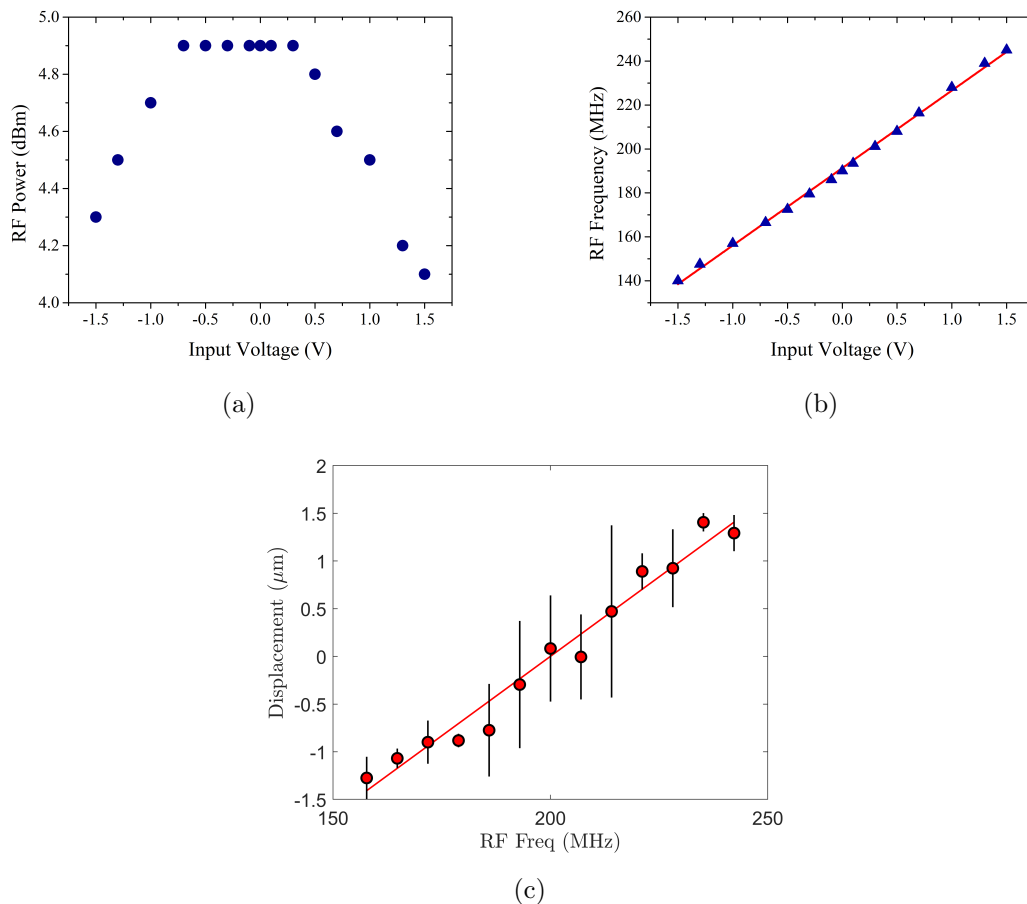 5.0
4.8
4.6
4.4
4.2
4.0
RF Power (dBm)
-1.5 -1.0 -0.5 0.0 0.5 1.0 1.5
Input Voltage (V)
(a)
260
240
220
200
180
160
140
RF Frequency (MHz)
-1.5 -1.0 -0.5 0.0 0.5 1.0 1.5
Input Voltage (V)
(b)
2
1.5
1
0.5
0
-0.5
-1
-1.5
Displacement (μm)
150 200 250
RF Freq (MHz)
(c)